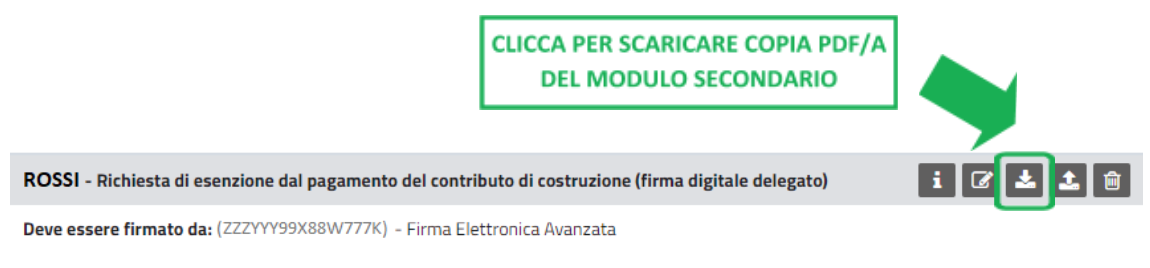 CLICCA PER SCARICARE COPIA PDF/A
DEL MODULO SECONDARIO
ROSSI - Richiesta di esenzione dal pagamento del contributo di costruzione (firma digitale delegato)
Deve essere firmato da: (ZZZYYY99X88W777K) - Firma Elettronica Avanzata